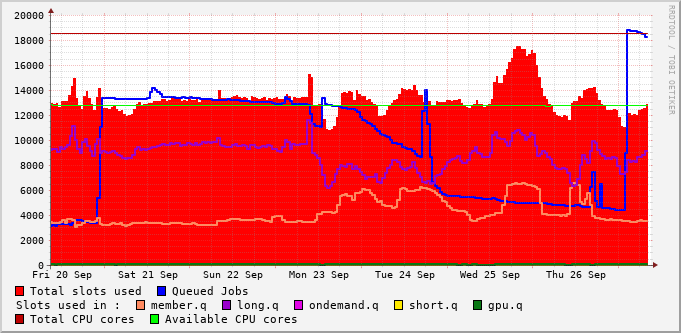 20000
18000
16000
14000
12000
10000
8000
6000
4000
2000
0
Fri 20 Sep Sat 21 Sep Sun 22 Sep Mon 23 Sep Tue 24 Sep Wed 25 Sep Thu 26 Sep
RRDTOOL / TOBI OETIKER
Total slots used Queued Jobs
Slots used in : member.q long.q ondemand.q short.q gpu.q
Total CPU cores Available CPU cores